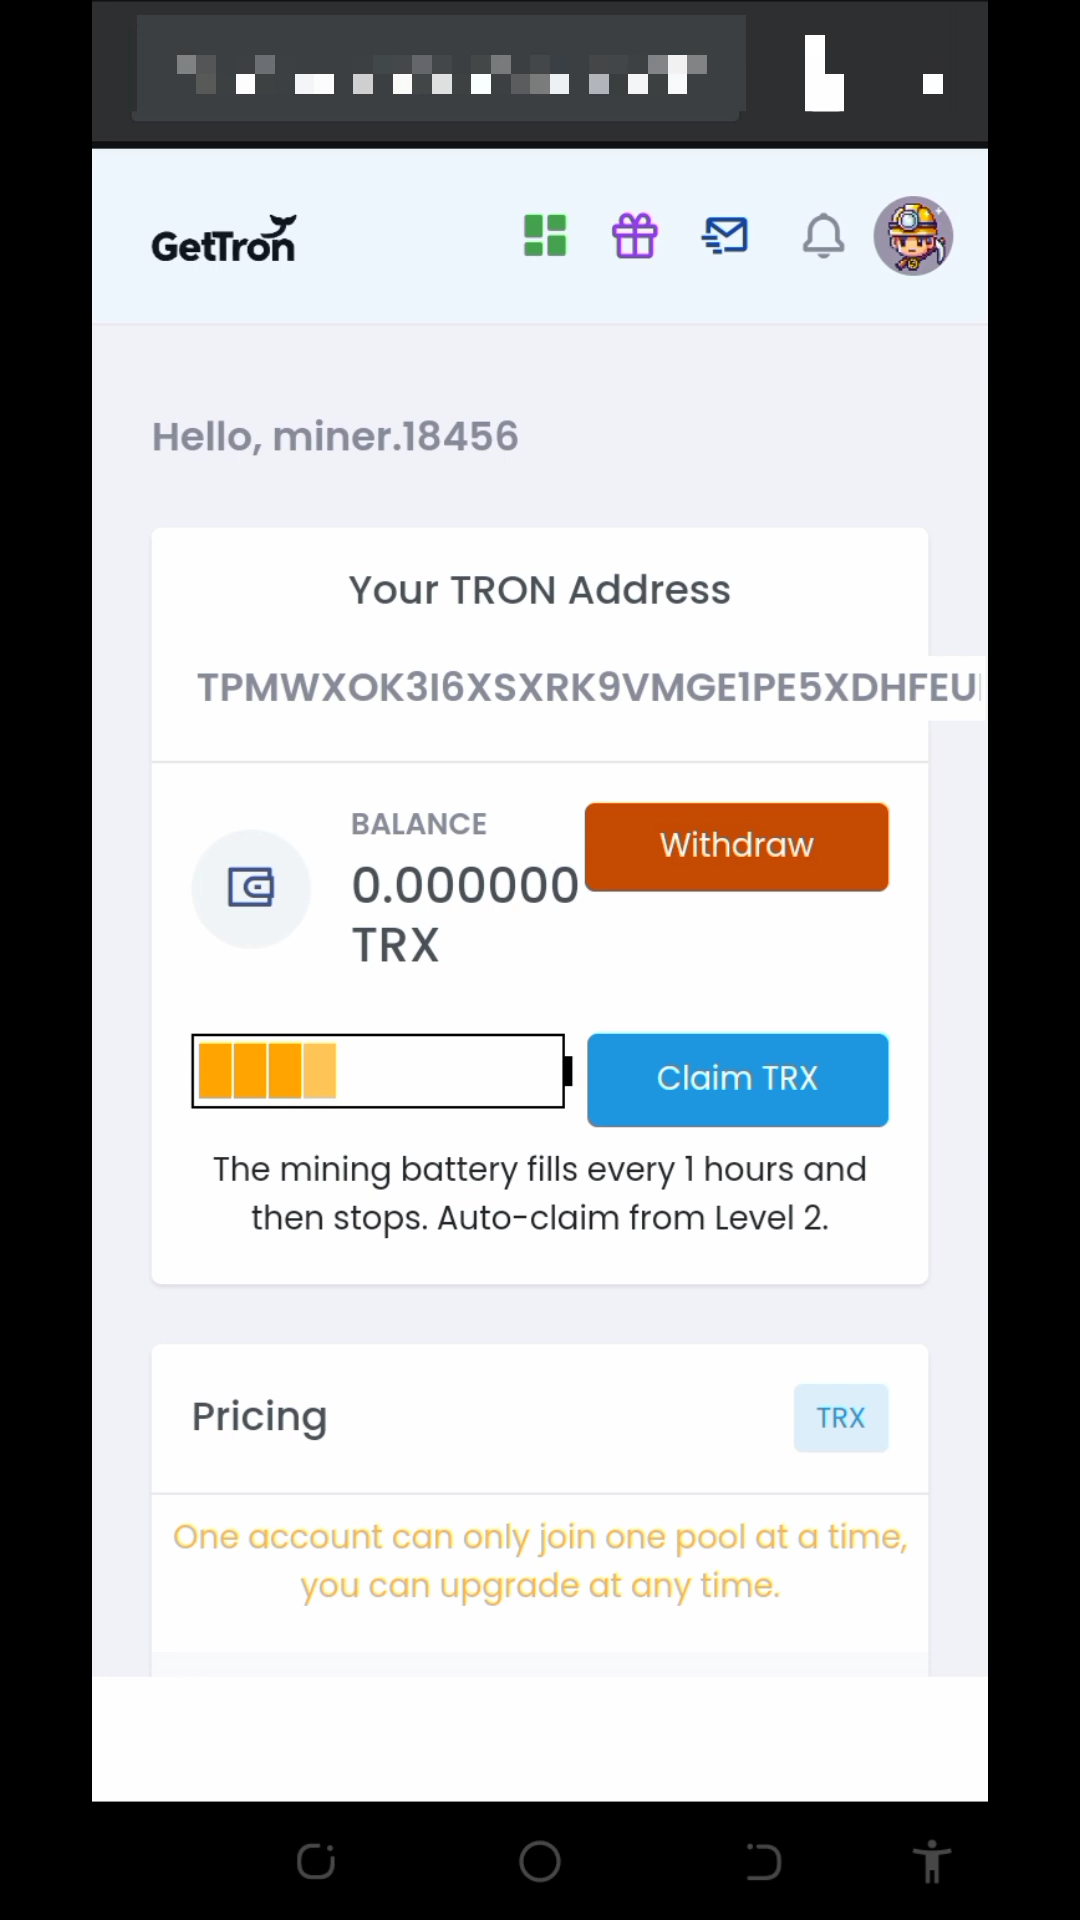 GetTron
Hello, miner.18456
Your TRON Address
TPMWXOK3I6XSXRK9VMGE1PE5XDHFEU
BALANCE
Withdraw
0.000000
TRX
Claim TRX
The mining battery fills every 1 hours and
then stops. Auto-claim from Level 2.
Pricing
TRX
One account can only join one pool at a time,
you can upgrade at any time.